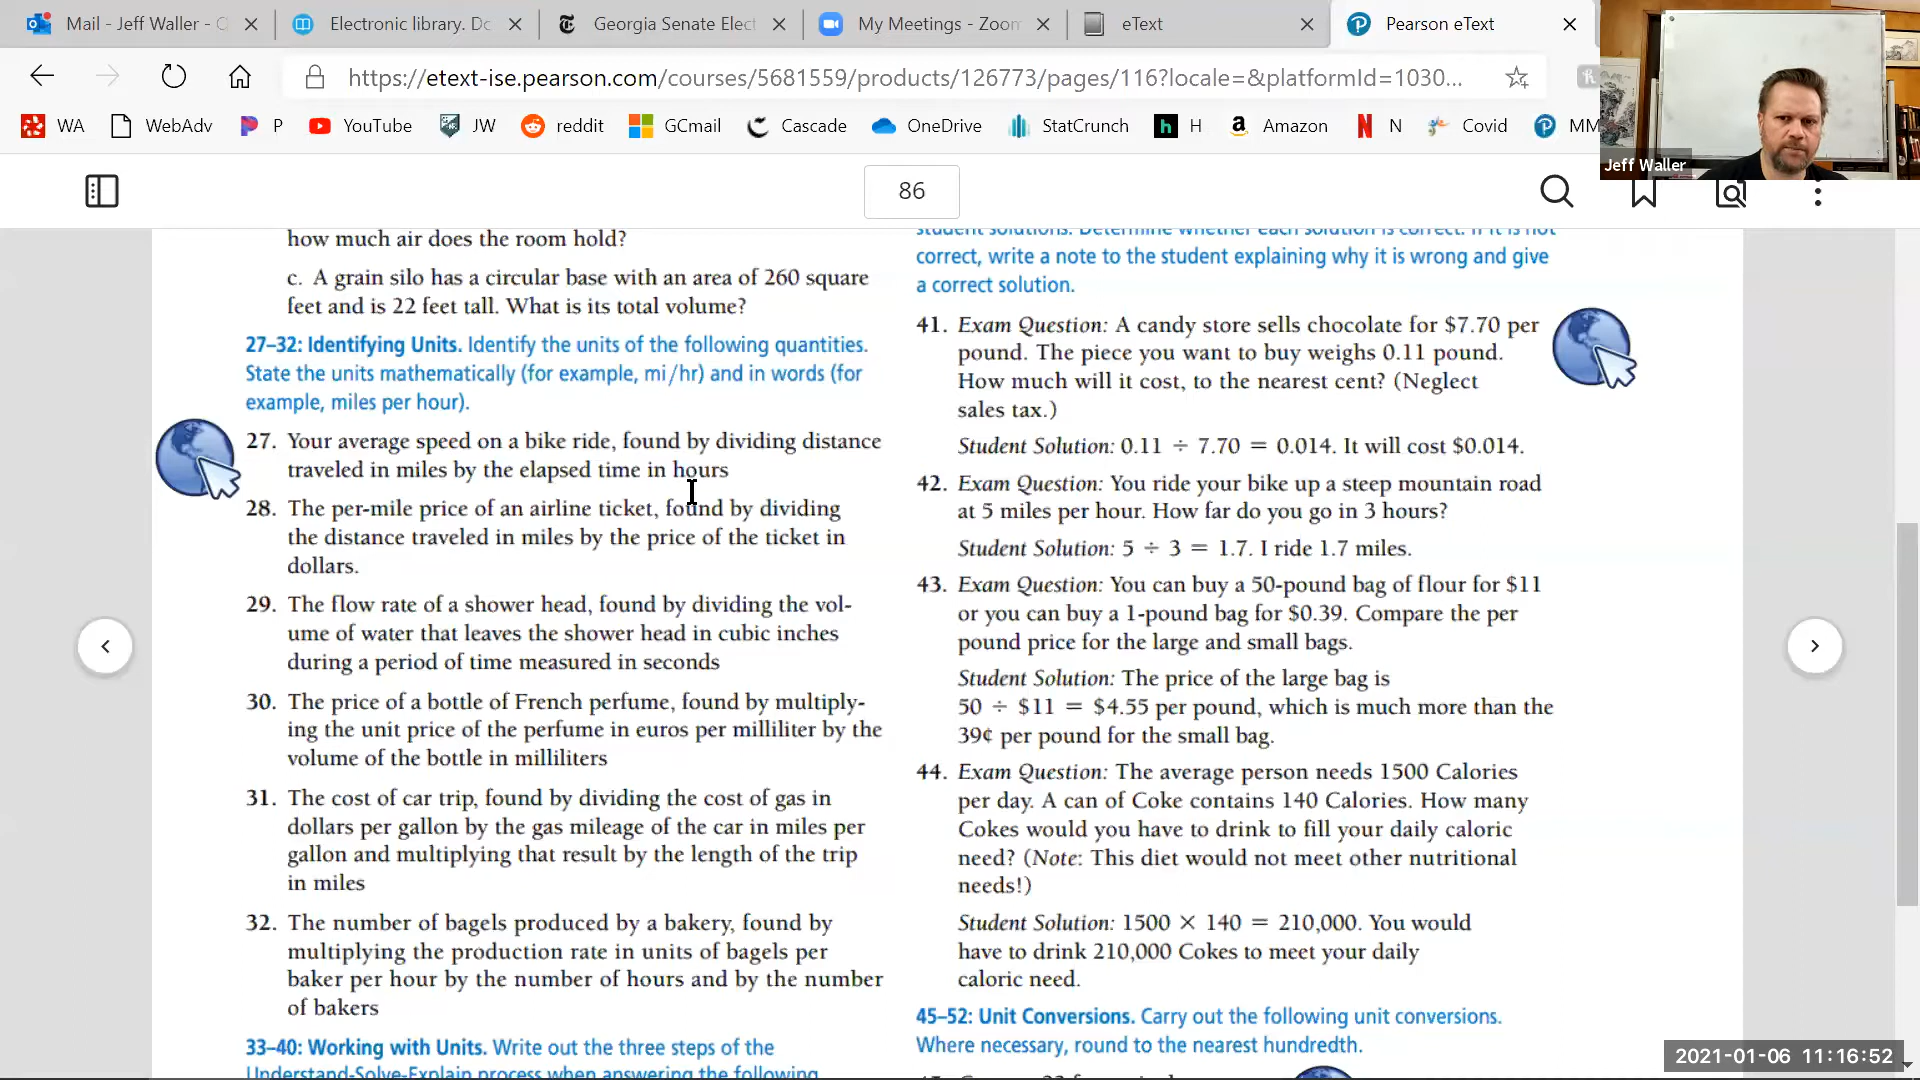 Mail - Jeff Waller - O
Electronic library. Do
Georgia Senate Elect
My Meetings - Zoom
eText
Pearson eText
https://etext-ise.pearson.com/courses/5681559/products/126773/pages/116?locale=&platformId=1030...
WA
WebAdv
P
YouTube
JW
reddit
GCmail
Cascade
OneDrive
StatCrunch
H
Amazon
N
Covid
MM
Jeff Waller
86
how much air does the room hold?
c. A grain silo has a circular base with an area of 260 square
feet and is 22 feet tall. What is its total volume?
27–32: Identifying Units. Identify the units of the following quantities.
State the units mathematically (for example, mi/hr) and in words (for
example, miles per hour).
27. Your average speed on a bike ride, found by dividing distance
traveled in miles by the elapsed time in hours
28. The per-mile price of an airline ticket, found by dividing
the distance traveled in miles by the price of the ticket in
dollars.
29. The flow rate of a shower head, found by dividing the vol-
ume of water that leaves the shower head in cubic inches
during a period of time measured in seconds
30. The price of a bottle of French perfume, found by multiply-
ing the unit price of the perfume in euros per milliliter by the
volume of the bottle in milliliters
31. The cost of car trip, found by dividing the cost of gas in
dollars per gallon by the gas mileage of the car in miles per
gallon and multiplying that result by the length of the trip
in miles
32. The number of bagels produced by a bakery, found by
multiplying the production rate in units of bagels per
baker per hour by the number of hours and by the number
of bakers
33–40: Working with Units. Write out the three steps of the
Understand-Solve-Explain process when answering the following
student solutions. Determine whether each solution is correct. If it is not
correct, write a note to the student explaining why it is wrong and give
a correct solution.
41. Exam Question: A candy store sells chocolate for $7.70 per
pound. The piece you want to buy weighs 0.11 pound.
How much will it cost, to the nearest cent? (Neglect
sales tax.)
Student Solution: 0.11 ÷ 7.70 = 0.014. It will cost $0.014.
42. Exam Question: You ride your bike up a steep mountain road
at 5 miles per hour. How far do you go in 3 hours?
Student Solution: 5 ÷ 3 = 1.7. I ride 1.7 miles.
43. Exam Question: You can buy a 50-pound bag of flour for $11
or you can buy a 1-pound bag for $0.39. Compare the per
pound price for the large and small bags.
Student Solution: The price of the large bag is
50 ÷ $11 = $4.55 per pound, which is much more than the
39¢ per pound for the small bag.
44. Exam Question: The average person needs 1500 Calories
per day. A can of Coke contains 140 Calories. How many
Cokes would you have to drink to fill your daily caloric
need? (Note: This diet would not meet other nutritional
needs!)
Student Solution: 1500 × 140 = 210,000. You would
have to drink 210,000 Cokes to meet your daily
caloric need.
45–52: Unit Conversions. Carry out the following unit conversions.
Where necessary, round to the nearest hundredth.
2021-01-06 11:16:52